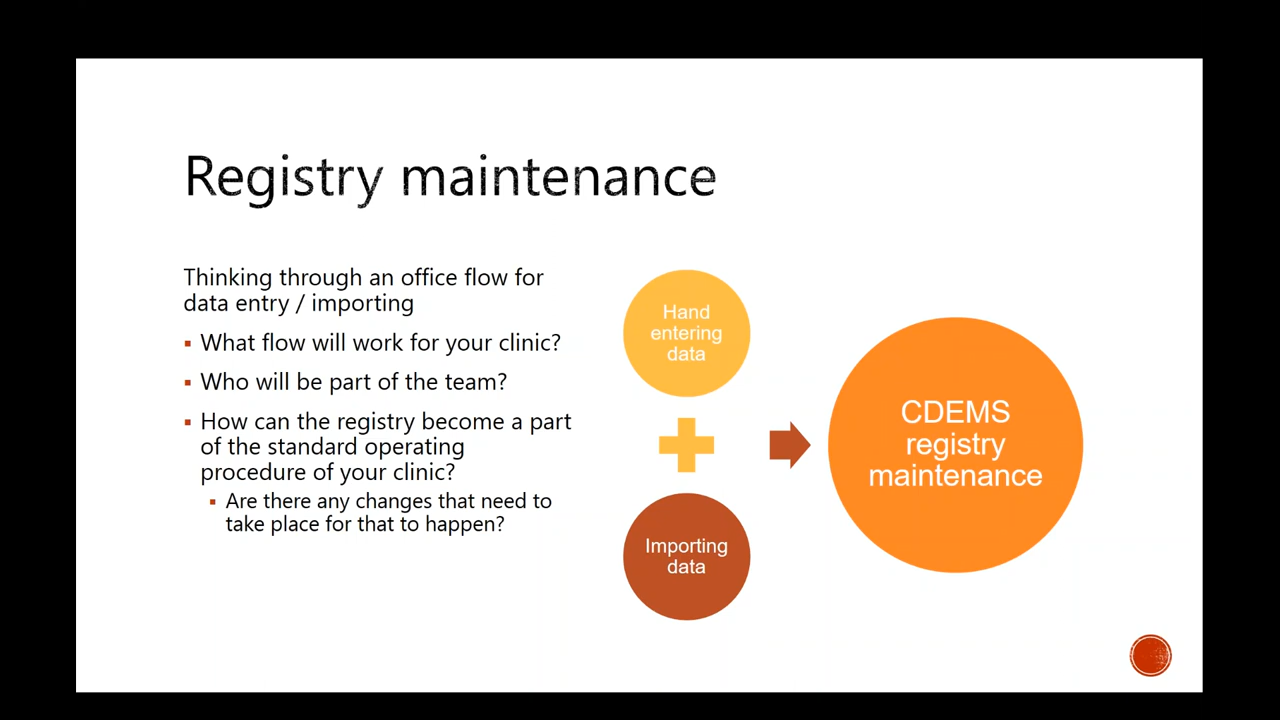 Registry maintenance
Thinking through an office flow for
data entry / importing
▪ What flow will work for your clinic?
▪ Who will be part of the team?
▪ How can the registry become a part
of the standard operating
procedure of your clinic?
▪ Are there any changes that need to
take place for that to happen?
Hand
entering
data
Importing
data
CDEMS
registry
maintenance